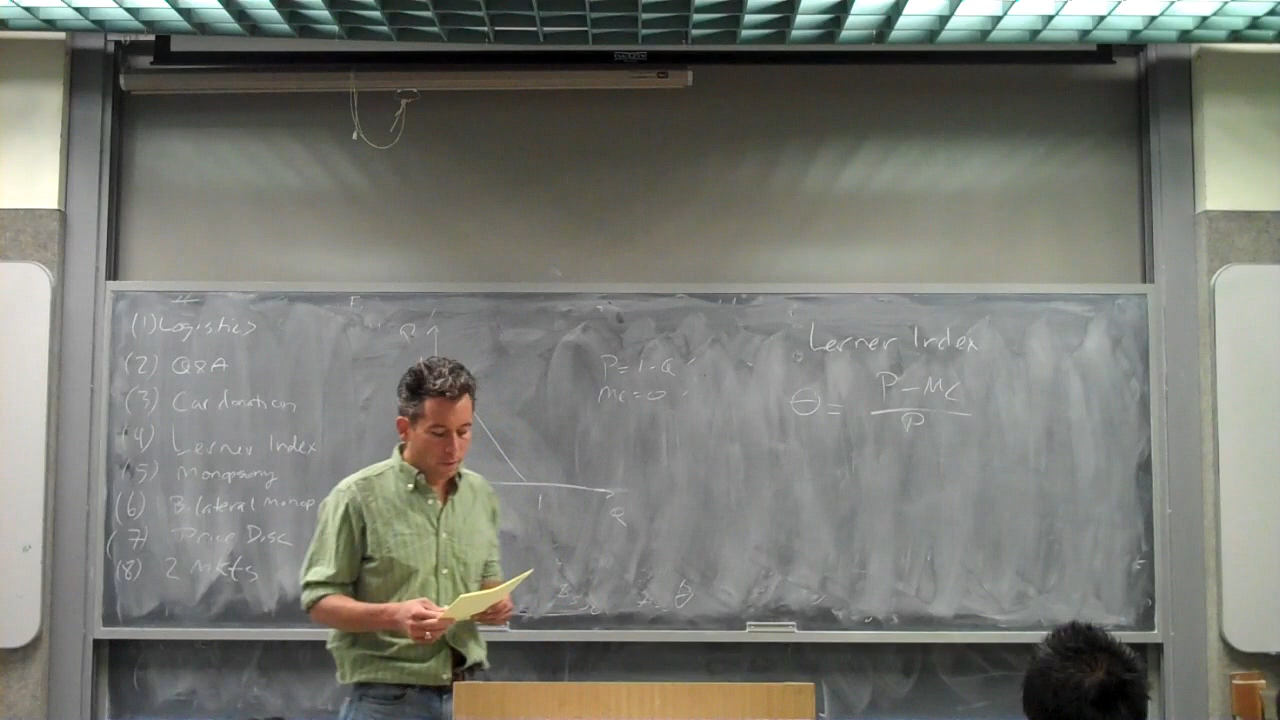 (1) Logistics
(2) Q&A
(3) Car donation
(4) Lerner Index
(5) Monopsony
(6) Bilateral Monop
(7) Price Disc
(8) 2 Mkts
1
Q
P = 1 - Q
MC = 0
Lerner Index
Θ = P - MC
P
θ